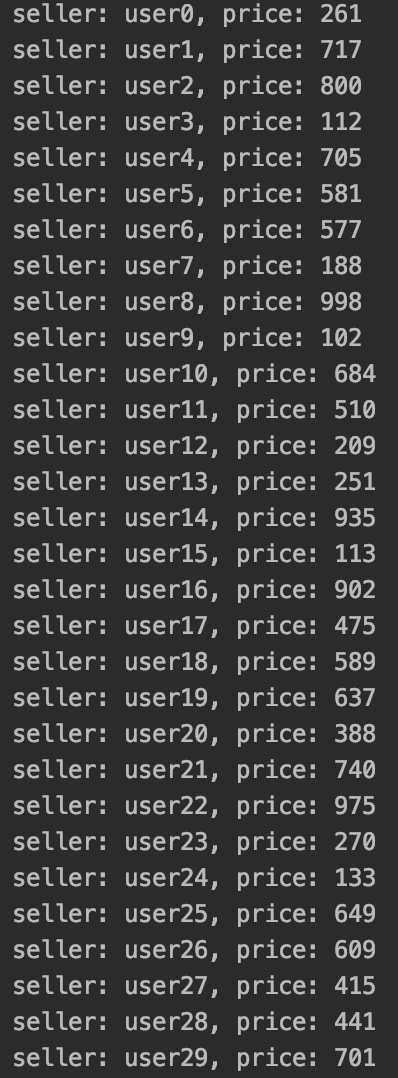 seller: user0, price: 261
seller: user1, price: 717
seller: user2, price: 800
seller: user3, price: 112
seller: user4, price: 705
seller: user5, price: 581
seller: user6, price: 577
seller: user7, price: 188
seller: user8, price: 998
seller: user9, price: 102
seller: user10, price: 684
seller: user11, price: 510
seller: user12, price: 209
seller: user13, price: 251
seller: user14, price: 935
seller: user15, price: 113
seller: user16, price: 902
seller: user17, price: 475
seller: user18, price: 589
seller: user19, price: 637
seller: user20, price: 388
seller: user21, price: 740
seller: user22, price: 975
seller: user23, price: 270
seller: user24, price: 133
seller: user25, price: 649
seller: user26, price: 609
seller: user27, price: 415
seller: user28, price: 441
seller: user29, price: 701